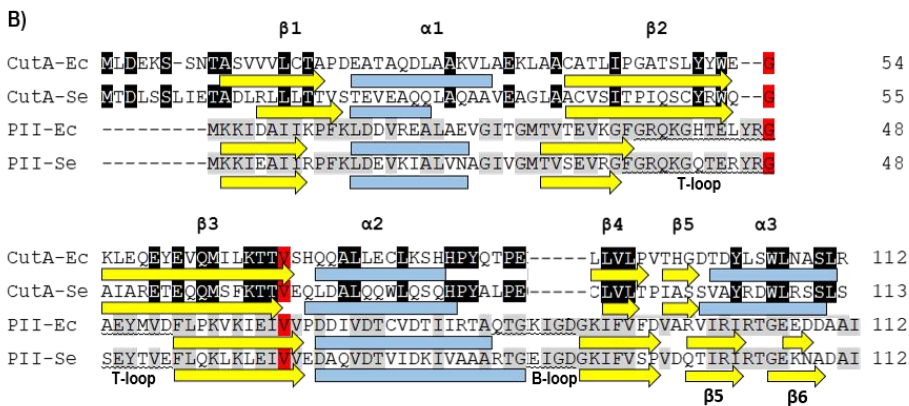 B)
β1 α1 β2
CutA-Ec MLDEKS-SNTASVVVLCTAPDEATAQDLAAKVLAEKLAACATLIPGATSLYYWE--G 54
CutA-Se MTDLSSLIETADLRLLLTTVSTEVEAQQLAQAAVEAGLAACVSITPIQSCYRWQ--G 55
PII-Ec ---------MKKIDAIIKPFKLDDVREALAEVGITGMTVTEVKGFGRQKGHTELYRG 48
PII-Se ---------MKKIEAIIRPFKLDEVKIALVNAGIVGMTVSEVRGFGRQKGQTERYRG 48
T-loop
β3 α2 β4 β5 α3
CutA-Ec KLEQEYEVQMILKTTVSHQQALLECLKSHHPYQTPE-----LLVLPVTHGDTDYLSWLNASLR 112
CutA-Se AIARETEQQMSFKTTVEQLDALQQWLQSQHPYALPE-----CLVLTPIASSVAYRDWLRSSLS 113
PII-Ec AEYMVDFLPKVKIEIVVPDDIVDTCVDTIIRTAQTGKIGDGKIFVFDVARVIRIRTGEEDDAAI 112
PII-Se SEYTVEFLQKLKLEIVVEDAQVDTVIDKIVAAARTGEIGDGKIFVSPVDQTIRIRTGEKNADAI 112
T-loop B-loop β5 β6